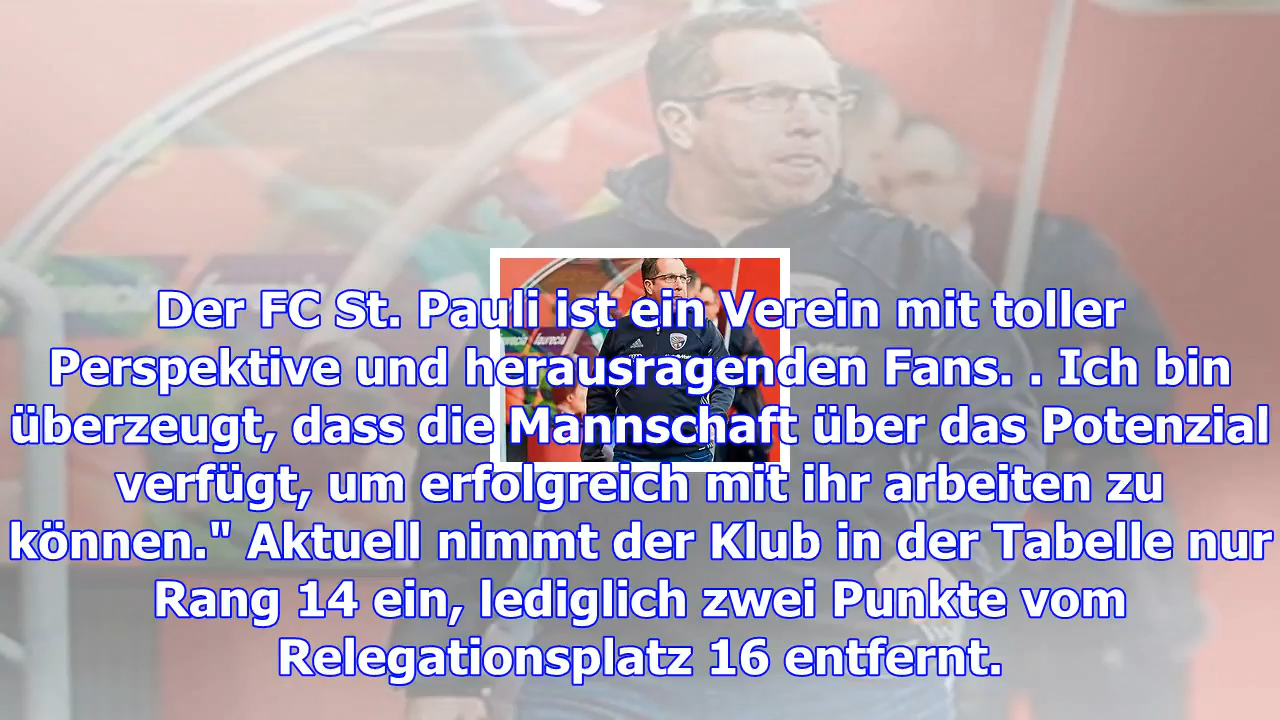 Der FC St. Pauli ist ein Verein mit toller
Perspektive und herausragenden Fans. . Ich bin
überzeugt, dass die Mannschaft über das Potenzial
verfügt, um erfolgreich mit ihr arbeiten zu
können." Aktuell nimmt der Klub in der Tabelle nur
Rang 14 ein, lediglich zwei Punkte vom
Relegationsplatz 16 entfernt.